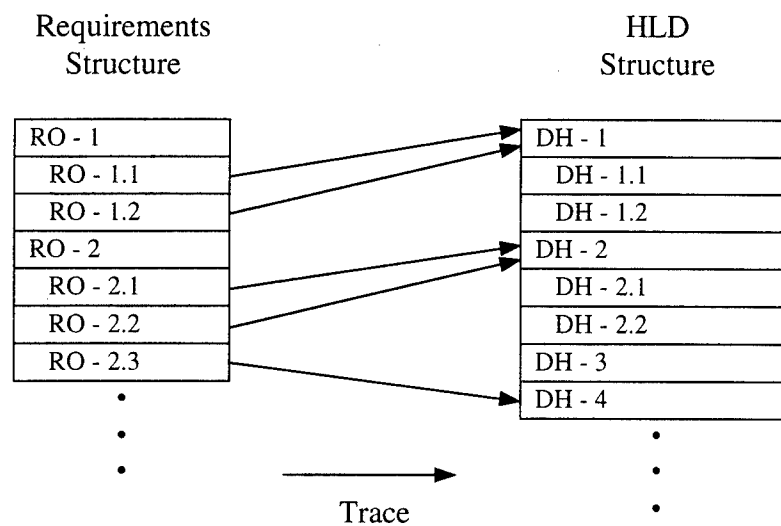 Requirements
Structure
HLD
Structure
RO - 1
RO - 1.1
RO - 1.2
RO - 2
RO - 2.1
RO - 2.2
RO - 2.3
DH - 1
DH - 1.1
DH - 1.2
DH - 2
DH - 2.1
DH - 2.2
DH - 3
DH - 4
Trace